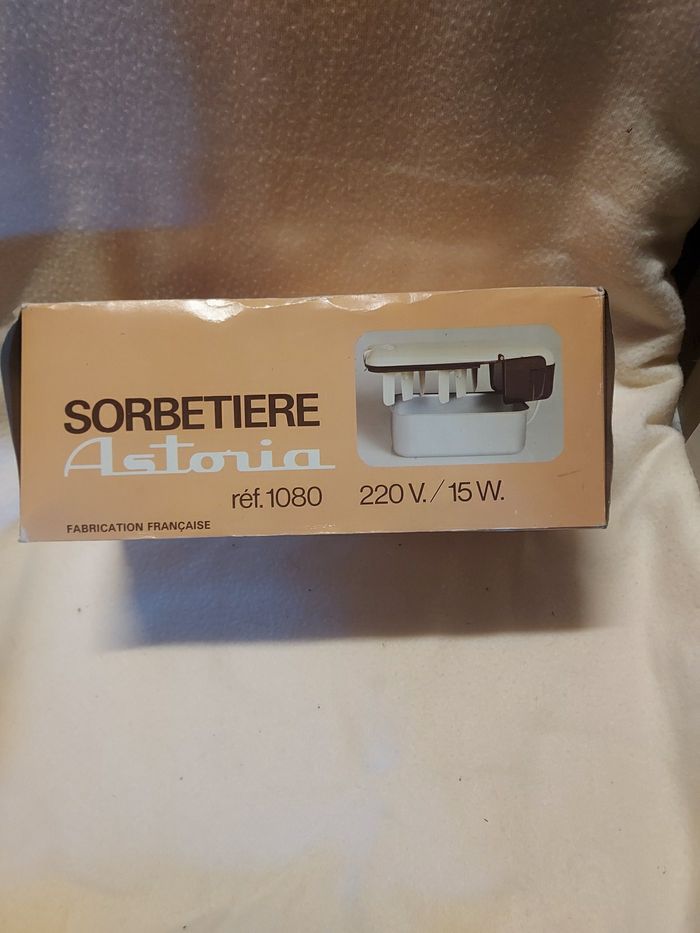 SORBETIERE
Astoria
réf. 1080 220 V. / 15 W.
FABRICATION FRANÇAISE